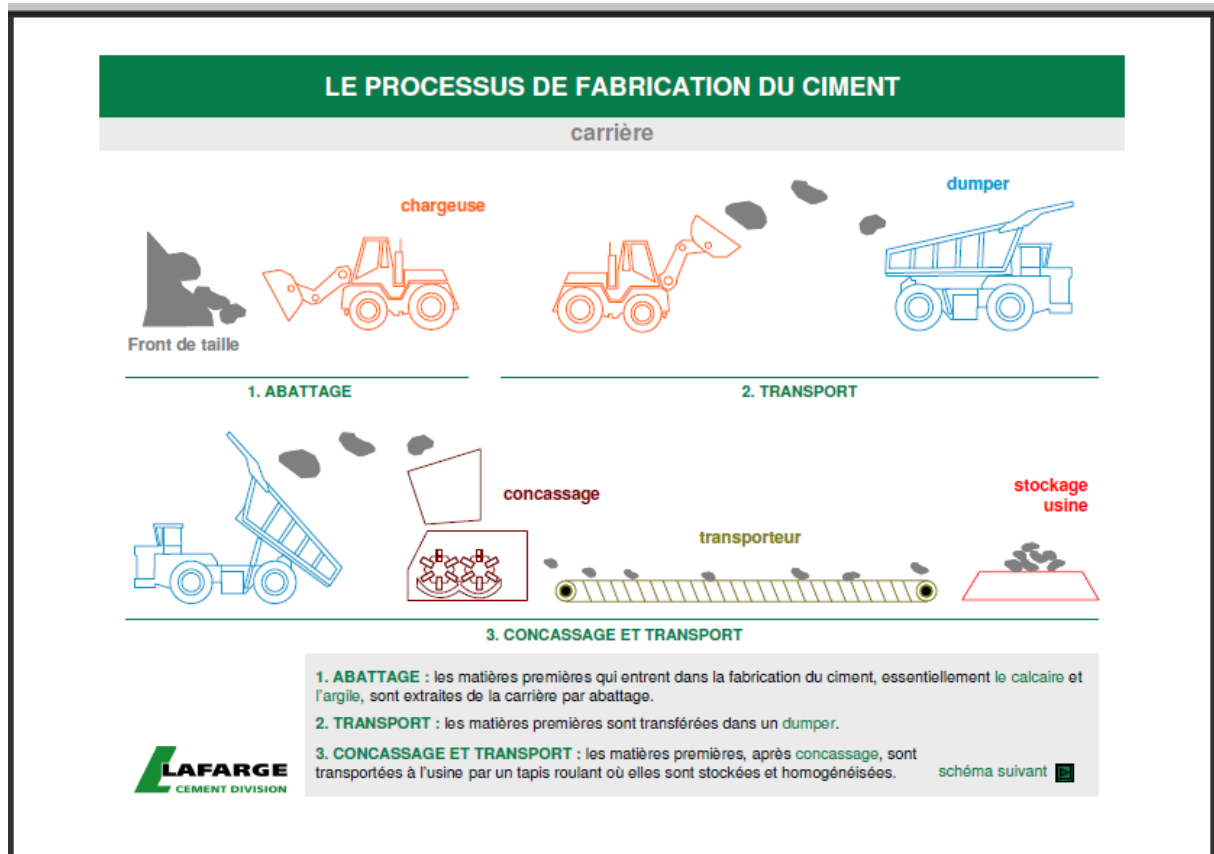 LE PROCESSUS DE FABRICATION DU CIMENT
carrière
chargeuse
dumper
Front de taille
1. ABATTAGE
2. TRANSPORT
concassage
transporteur
stockage
usine
3. CONCASSAGE ET TRANSPORT
1. ABATTAGE : les matières premières qui entrent dans la fabrication du ciment, essentiellement le calcaire et
l'argile, sont extraites de la carrière par abattage.
2. TRANSPORT : les matières premières sont transférées dans un dumper.
3. CONCASSAGE ET TRANSPORT : les matières premières, après concassage, sont
transportées à l'usine par un tapis roulant où elles sont stockées et homogénéisées.
schéma suivant
LAFARGE
CEMENT DIVISION